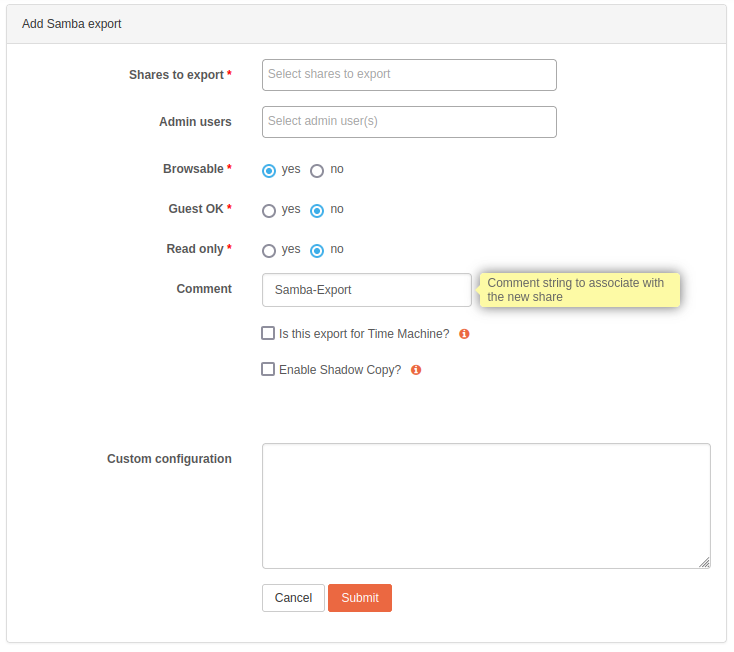 Add Samba export
Shares to export * Select shares to export
Admin users Select admin user(s)
Browsable * yes no
Guest OK * yes no
Read only * yes no
Comment Samba-Export Comment string to associate with
the new share
Is this export for Time Machine?
Enable Shadow Copy?
Custom configuration
Cancel Submit